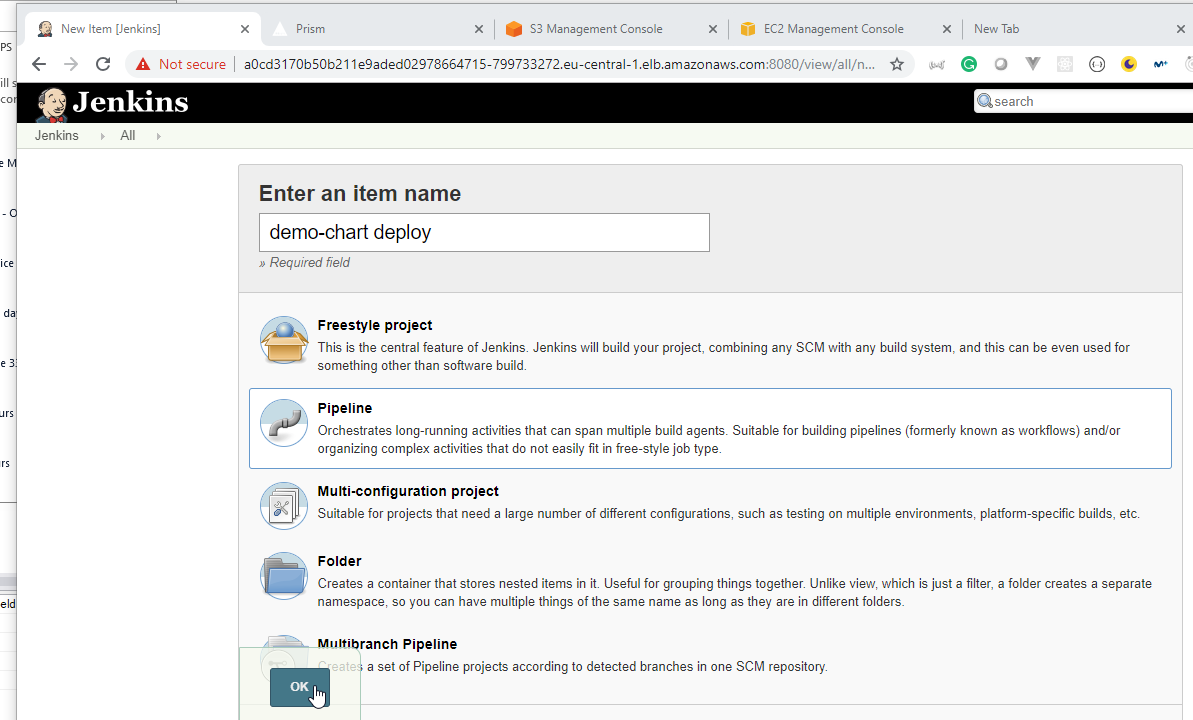 New Item [Jenkins]
Prism
S3 Management Console
EC2 Management Console
New Tab
Not secure
a0cd3170b50b211e9aded02978664715-799733272.eu-central-1.elb.amazonaws.com:8080/view/all/n...
Jenkins
search
Jenkins
All
Enter an item name
demo-chart deploy
» Required field
Freestyle project
This is the central feature of Jenkins. Jenkins will build your project, combining any SCM with any build system, and this can be even used for
something other than software build.
Pipeline
Orchestrates long-running activities that can span multiple build agents. Suitable for building pipelines (formerly known as workflows) and/or
organizing complex activities that do not easily fit in free-style job type.
Multi-configuration project
Suitable for projects that need a large number of different configurations, such as testing on multiple environments, platform-specific builds, etc.
Folder
Creates a container that stores nested items in it. Useful for grouping things together. Unlike view, which is just a filter, a folder creates a separate
namespace, so you can have multiple things of the same name as long as they are in different folders.
Multibranch Pipeline
Creates a set of Pipeline projects according to detected branches in one SCM repository.
OK